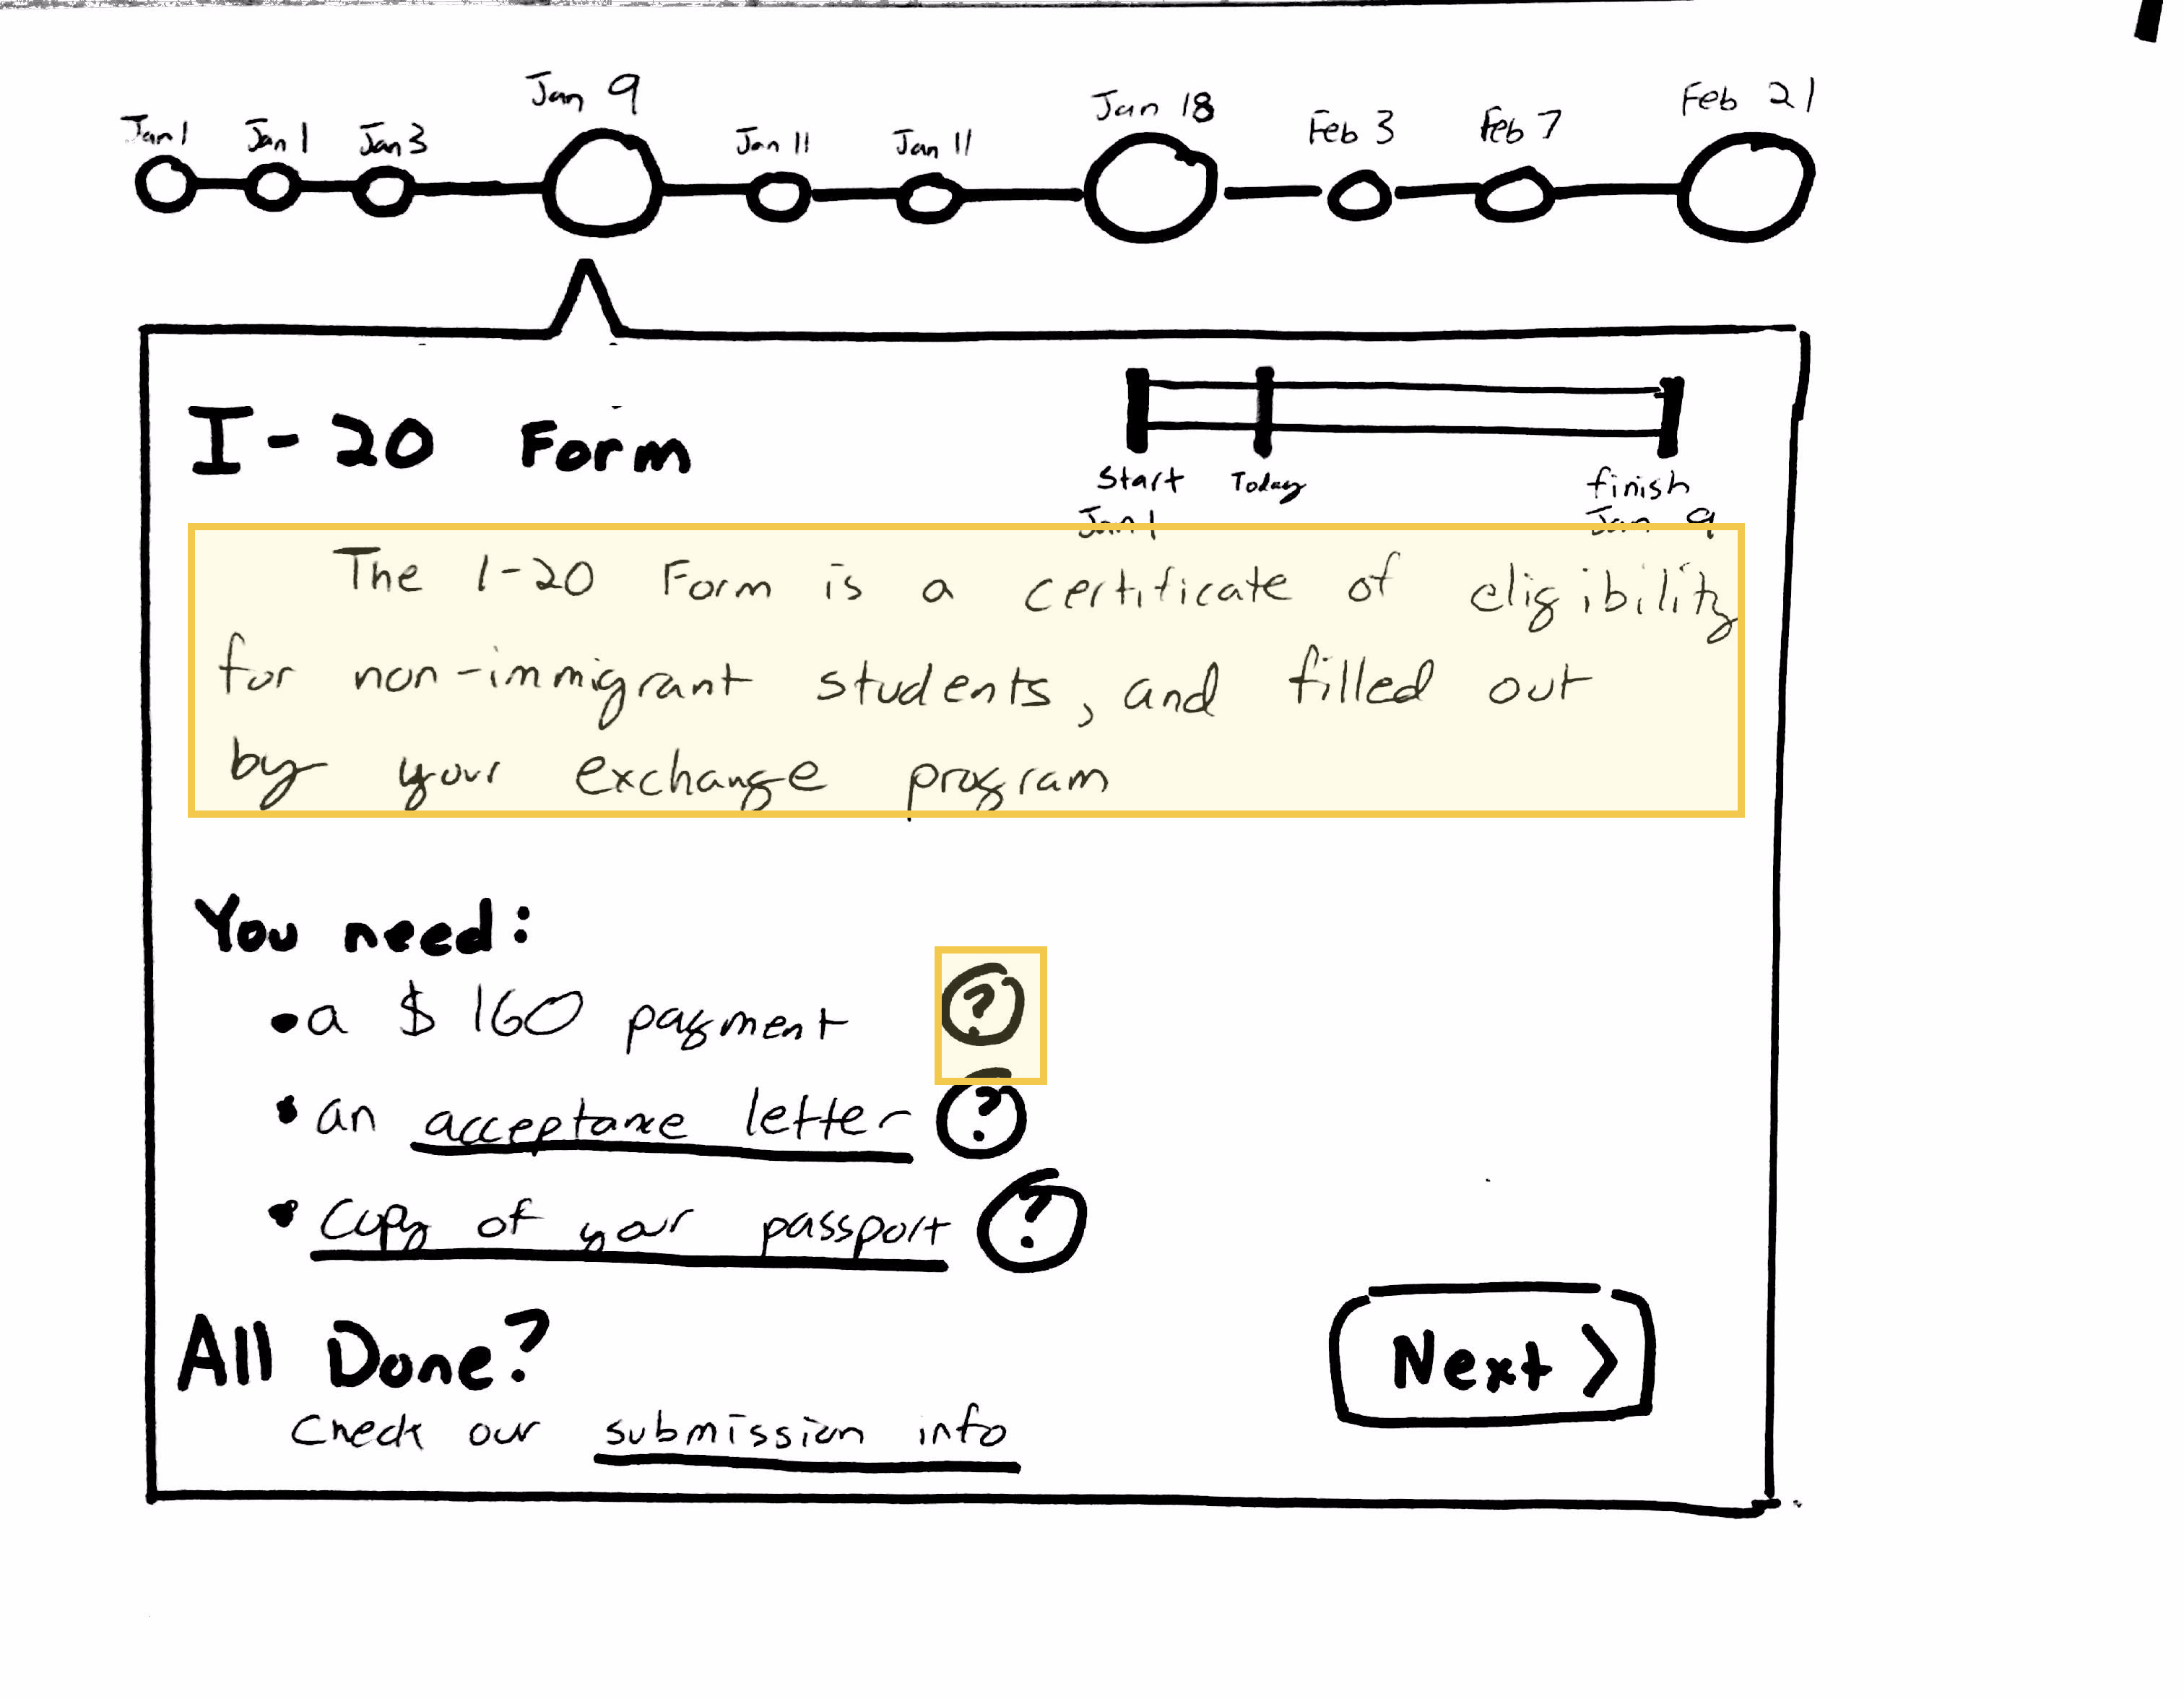 Jan 1 Jan 1 Jan 3 Jan 9 Jan 11 Jan 11 Jan 18 Feb 3 Feb 7 Feb 21
I-20 Form
Start Today finish
Jan 1 Jan 9
The I-20 Form is a certificate of eligibility
for non-immigrant students, and filled out
by your exchange program
You need:
• a $160 payment ?
• an acceptance letter ?
• Copy of your passport ?
All Done?
Next >
Check our submission info